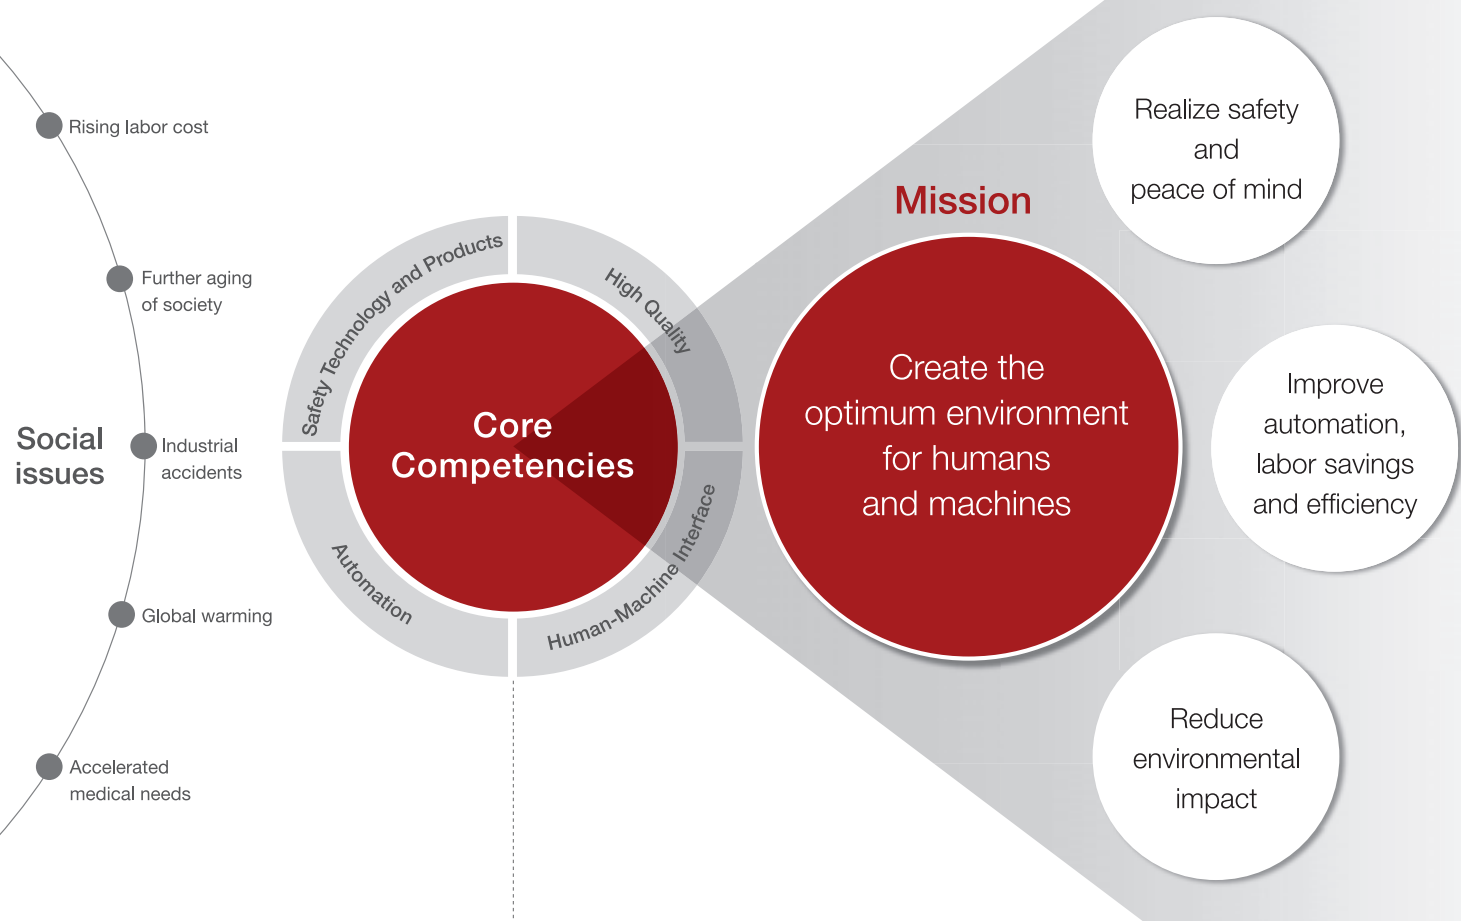 Social
issues
Rising labor cost
Further aging
of society
Industrial
accidents
Global warming
Accelerated
medical needs
Safety Technology and Products
High Quality
Automation
Human-Machine Interface
Core
Competencies
Mission
Create the
optimum environment
for humans
and machines
Realize safety
and
peace of mind
Improve
automation,
labor savings
and efficiency
Reduce
environmental
impact